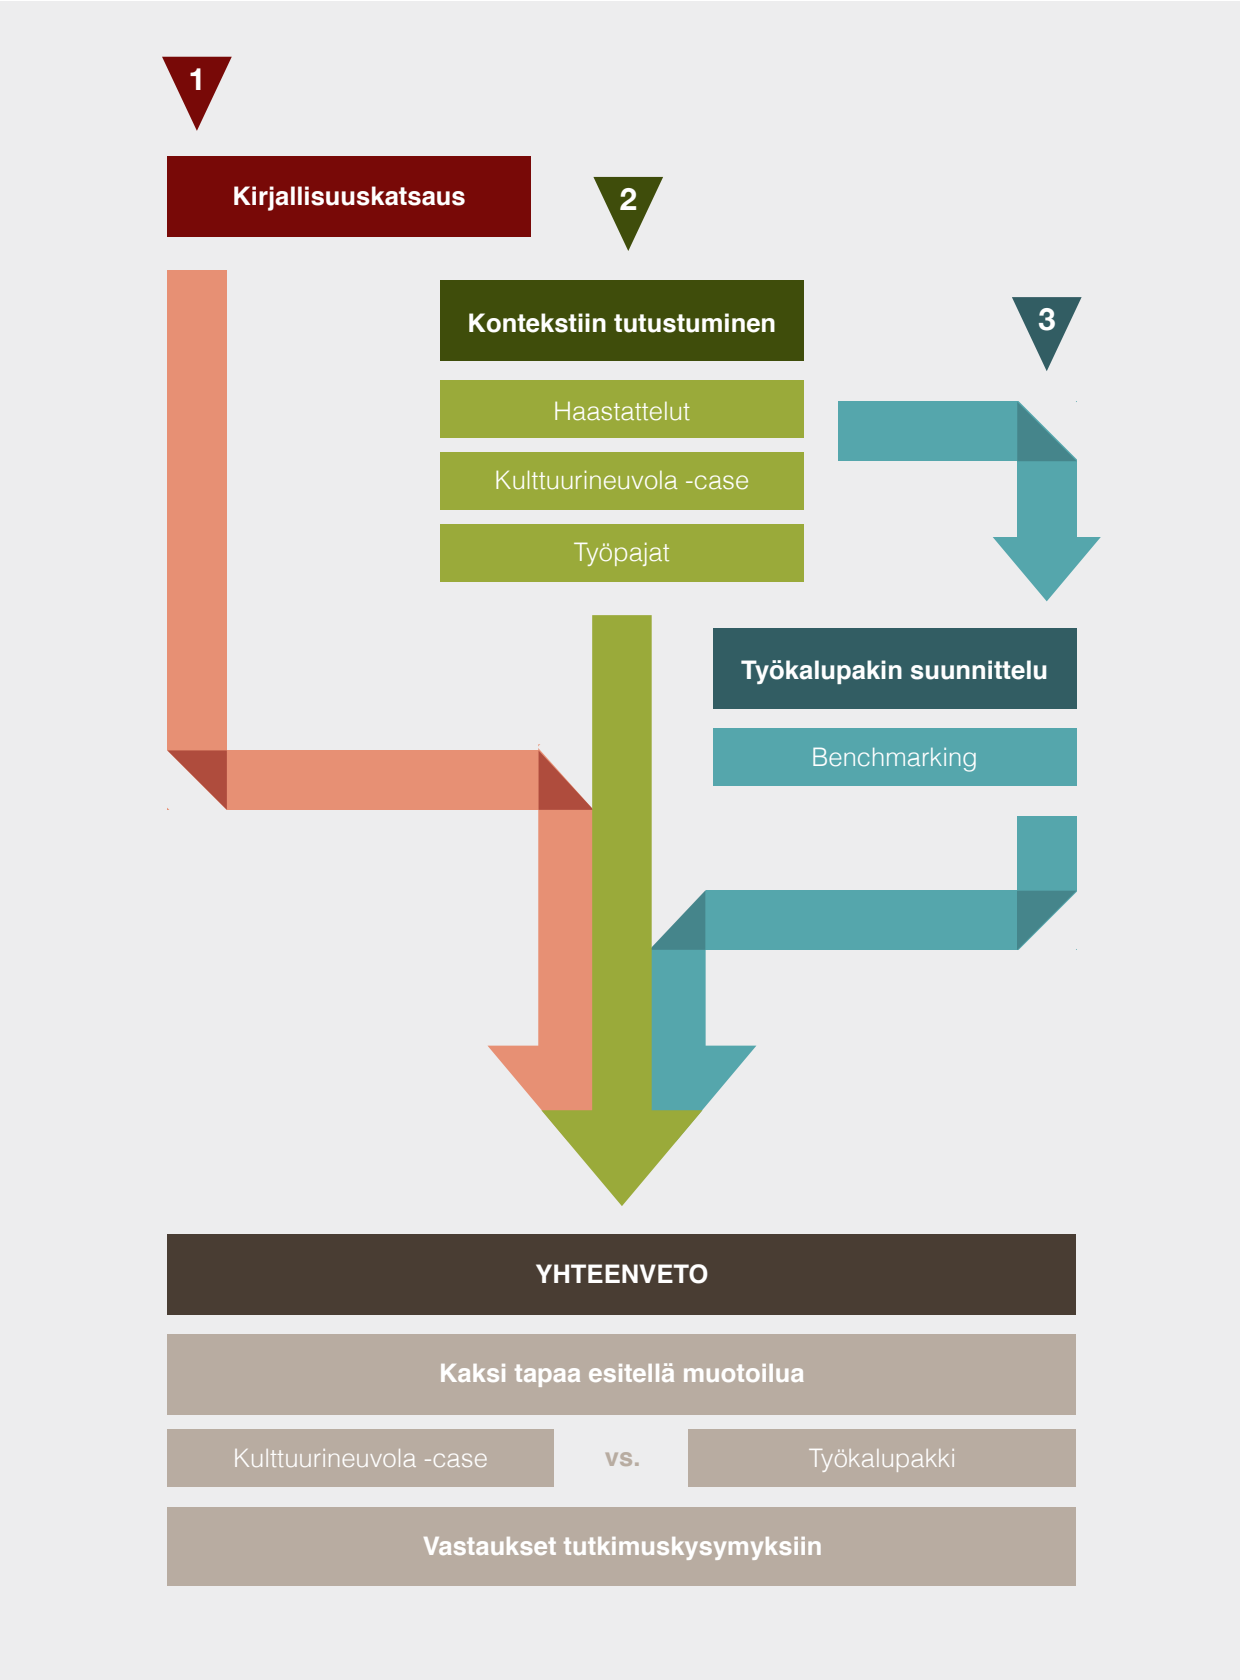 1
Kirjallisuuskatsaus
2
Kontekstiin tutustuminen
Haastattelut
Kulttuurineuvola -case
Työpajat
3
Työkalupakin suunnittelu
Benchmarking
YHTEENVETO
Kaksi tapaa esitellä muotoilua
Kulttuurineuvola -case
vs.
Työkalupakki
Vastaukset tutkimuskysymyksiin